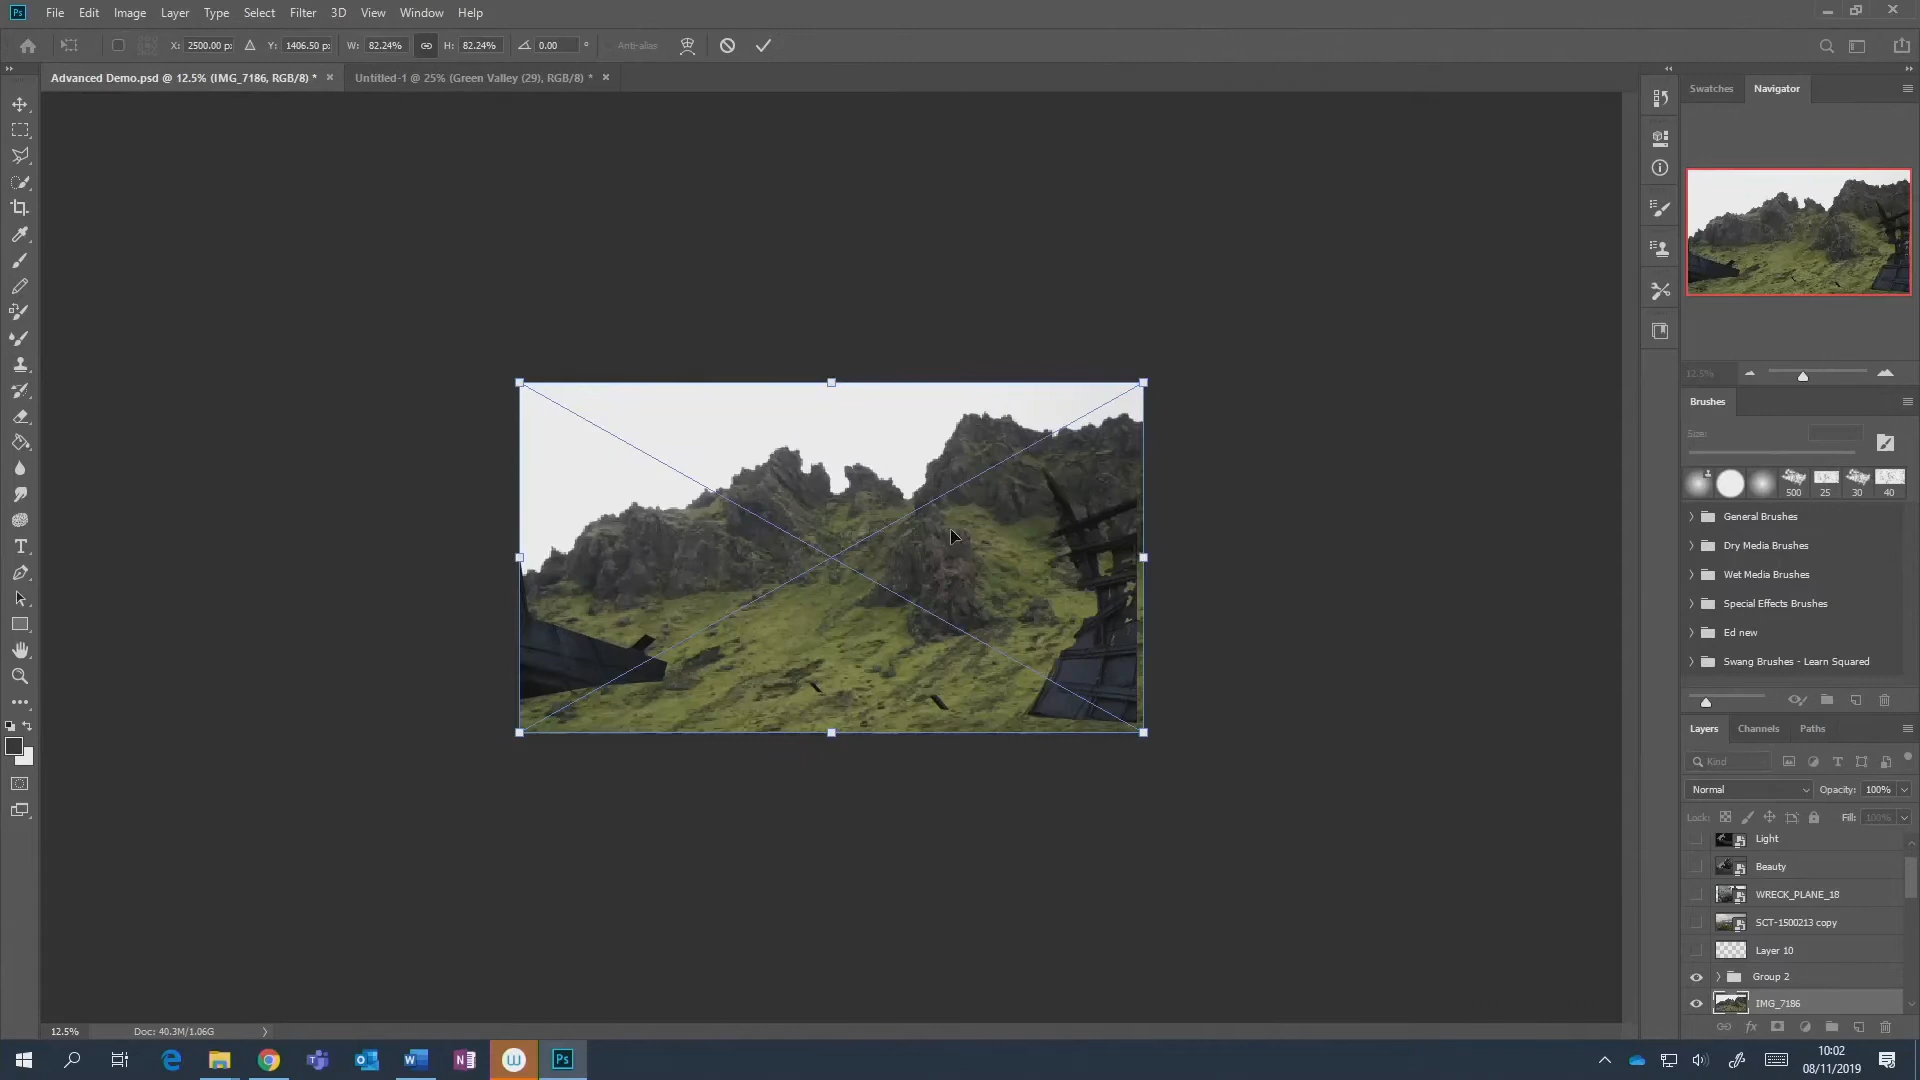 Ps File Edit Image Layer Type Select Filter 3D View Window Help
X: 2500.00 p: Y: 1406.50 p: W: 82.24% H: 82.24% 0.00 ° Anti-alias
Advanced Demo.psd @ 12.5% (IMG_7186, RGB/8) * × Untitled-1 @ 25% (Green Valley (29), RGB/8) * ×
Swatches Navigator
12.5%
Brushes
Size:
500 25 30 40
General Brushes
Dry Media Brushes
Wet Media Brushes
Special Effects Brushes
Ed new
Swang Brushes - Learn Squared
Layers Channels Paths
Kind
Normal Opacity: 100%
Lock: Fill: 100%
Light
Beauty
WRECK_PLANE_18
SCT-1500213 copy
Layer 10
Group 2
IMG_7186
12.5% Doc: 40.3M/1.06G
10:02
08/11/2019